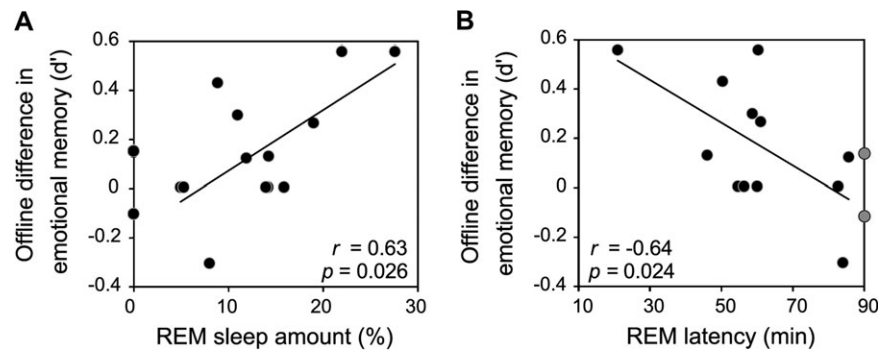 A
Offline difference in
emotional memory (d')
0.6
0.4
0.2
0
-0.2
-0.4
r = 0.63
p = 0.026
0 10 20 30
REM sleep amount (%)
B
Offline difference in
emotional memory (d')
0.6
0.4
0.2
0
-0.2
-0.4
r = -0.64
p = 0.024
10 30 50 70 90
REM latency (min)